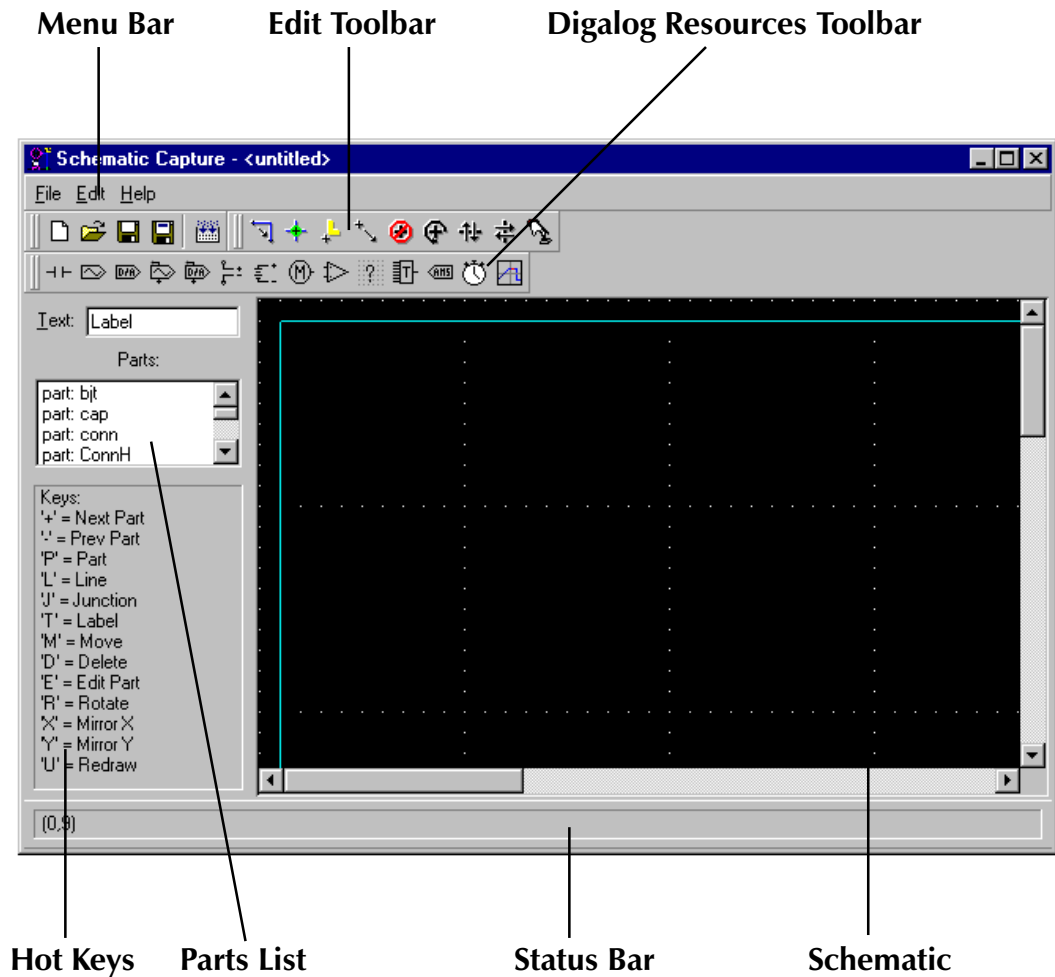 Menu Bar Edit Toolbar Digalog Resources Toolbar
Schematic Capture - <untitled>
File Edit Help
D/A D/A M ? T AMS
Text: Label
Parts:
part: bjt
part: cap
part: conn
part: ConnH
Keys:
'+' = Next Part
'-' = Prev Part
'P' = Part
'L' = Line
'J' = Junction
'T' = Label
'M' = Move
'D' = Delete
'E' = Edit Part
'R' = Rotate
'X' = Mirror X
'Y' = Mirror Y
'U' = Redraw
(0,9)
Hot Keys Parts List Status Bar Schematic